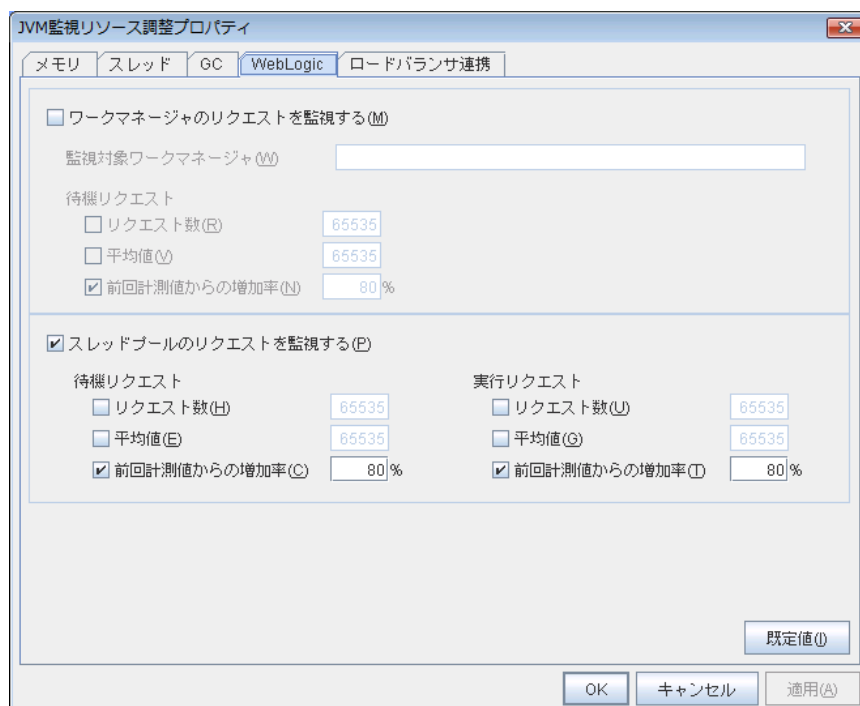 JVM監視リソース調整プロパティ
メモリ スレッド GC WebLogic ロードバランサ連携
ワークマネージャのリクエストを監視する(M)
監視対象ワークマネージャ(W)
待機リクエスト
リクエスト数(R) 65535
平均値(V) 65535
前回計測値からの増加率(N) 80 %
スレッドプールのリクエストを監視する(P)
待機リクエスト 実行リクエスト
リクエスト数(H) 65535 リクエスト数(U) 65535
平均値(E) 65535 平均値(G) 65535
前回計測値からの増加率(C) 80 % 前回計測値からの増加率(T) 80 %
既定値(I)
OK キャンセル 適用(A)